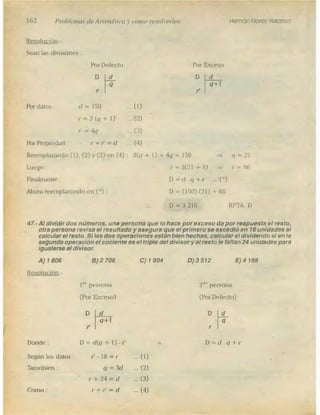 162 Problemas de Aritmética y como resolverlos Hernán Flores Velazco
Resolución.-
Sean las divisiones :
Por Defecto Por Exceso
D d D d
q q+1
r r'
Por datos : d = 150 ... (1)
r = 3 (q + 1) ... (2)
r' = 4q ... (3)
Por Propiedad : r + r' = d ... (4)
Reemplazando (1), (2) y (3) en (4) : 3(q + 1) + 4q = 150 ⇒ q = 21
Luego : r = 3(21 + 1) ⇒ r = 66
Finalmente : D = d . q + r ... (*)
Ahora reemplazando en (*) : D = (150) (21) + 66
∴ D = 3 216 RPTA. D
47.- Al dividir dos números, una persona que lo hace por exceso da por respuesta el resto,
otra persona revisa el resultado y asegura que el primero se excedió en 18 unidades al
calcular el resto. Si las dos operaciones están bien hechas, calcular el dividendo si en la
segunda operación el cociente es el triple del divisor y al resto le faltan 24 unidades para
igualarse al divisor.
A) 1 806 B) 2 706 C) 1 904 D) 3 512 E) 4 188
Resolución.-
1ra persona 2da persona
(Por Exceso) (Por Defecto)
D d D d
q+1 q
r' r
Donde : D = d(q + 1) - r' ∧ D = d . q + r
Según los datos : r' - 18 = r ... (1)
También : q = 3d ... (2)
r + 24 = d ... (3)
Como : r + r' = d ... (4)